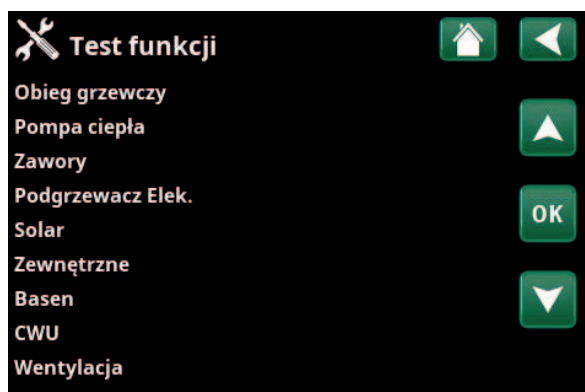 Test funkcji
Obieg grzewczy
Pompa ciepła
Zawory
Podgrzewacz Elek.
Solar
OK
Zewnętrzne
Basen
CWU
Wentylacja